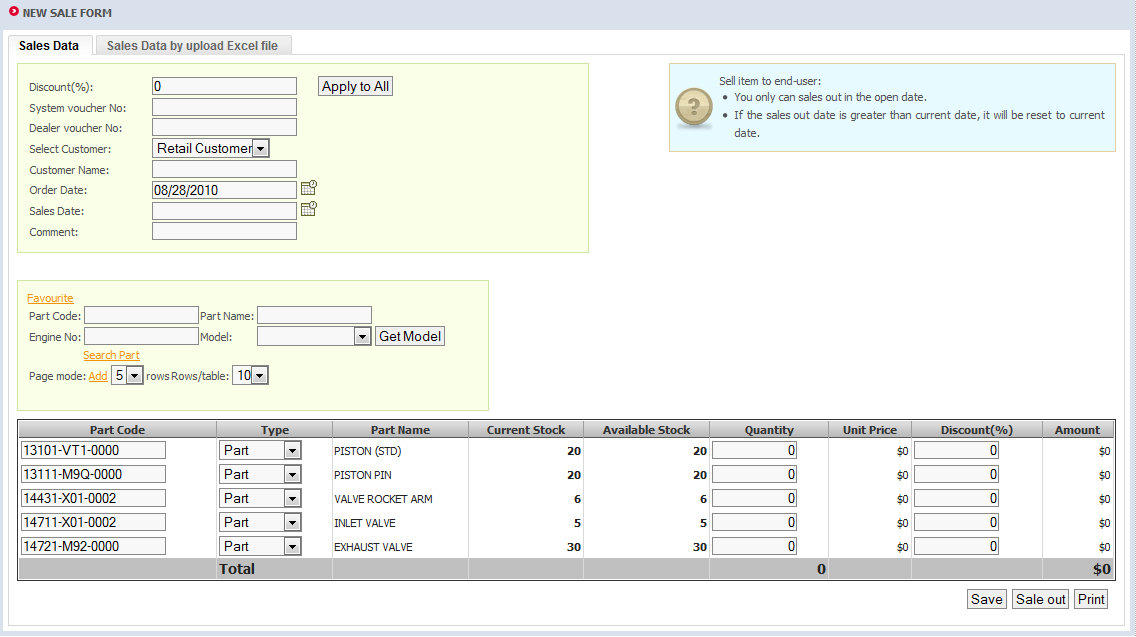 NEW SALE FORM
Sales Data Sales Data by upload Excel file
Discount(%): 0 Apply to All
System voucher No:
Dealer voucher No:
Select Customer: Retail Customer
Customer Name:
Order Date: 08/28/2010
Sales Date:
Comment:
Sell item to end-user:
• You only can sales out in the open date.
• If the sales out date is greater than current date, it will be reset to current
date.
Favourite
Part Code: Part Name:
Engine No: Model: Get Model
Search Part
Page mode: Add 5 rows Rows/table: 10
Part Code Type Part Name Current Stock Available Stock Quantity Unit Price Discount(%) Amount
13101-VT1-0000 Part PISTON (STD) 20 20 0 $0 0 $0
13111-M9Q-0000 Part PISTON PIN 20 20 0 $0 0 $0
14431-X01-0002 Part VALVE ROCKET ARM 6 6 0 $0 0 $0
14711-X01-0002 Part INLET VALVE 5 5 0 $0 0 $0
14721-M92-0000 Part EXHAUST VALVE 30 30 0 $0 0 $0
Total 0 $0
Save Sale out Print